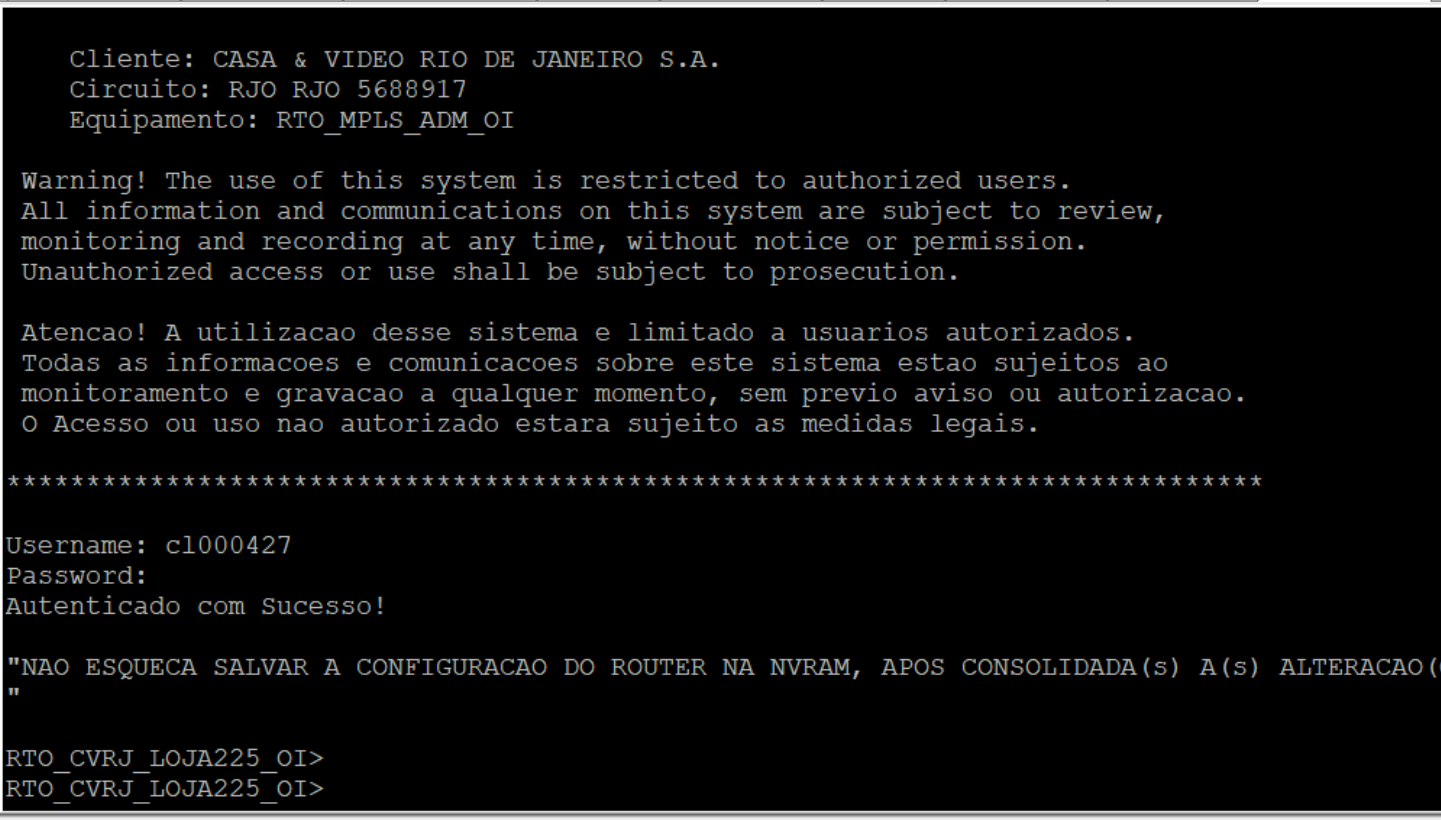 Cliente: CASA & VIDEO RIO DE JANEIRO S.A.
Circuito: RJO RJO 5688917
Equipamento: RTO_MPLS_ADM_OI
Warning! The use of this system is restricted to authorized users.
All information and communications on this system are subject to review,
monitoring and recording at any time, without notice or permission.
Unauthorized access or use shall be subject to prosecution.
Atencao! A utilizacao desse sistema e limitado a usuarios autorizados.
Todas as informacoes e comunicacoes sobre este sistema estao sujeitos ao
monitoramento e gravacao a qualquer momento, sem previo aviso ou autorizacao.
O Acesso ou uso nao autorizado estara sujeito as medidas legais.
*******************************************************************************
Username: cl000427
Password:
Autenticado com Sucesso!
"NAO ESQUECA SALVAR A CONFIGURACAO DO ROUTER NA NVRAM, APOS CONSOLIDADA(s) A(s) ALTERACAO(
"
RTO_CVRJ_LOJA225_OI>
RTO_CVRJ_LOJA225_OI>